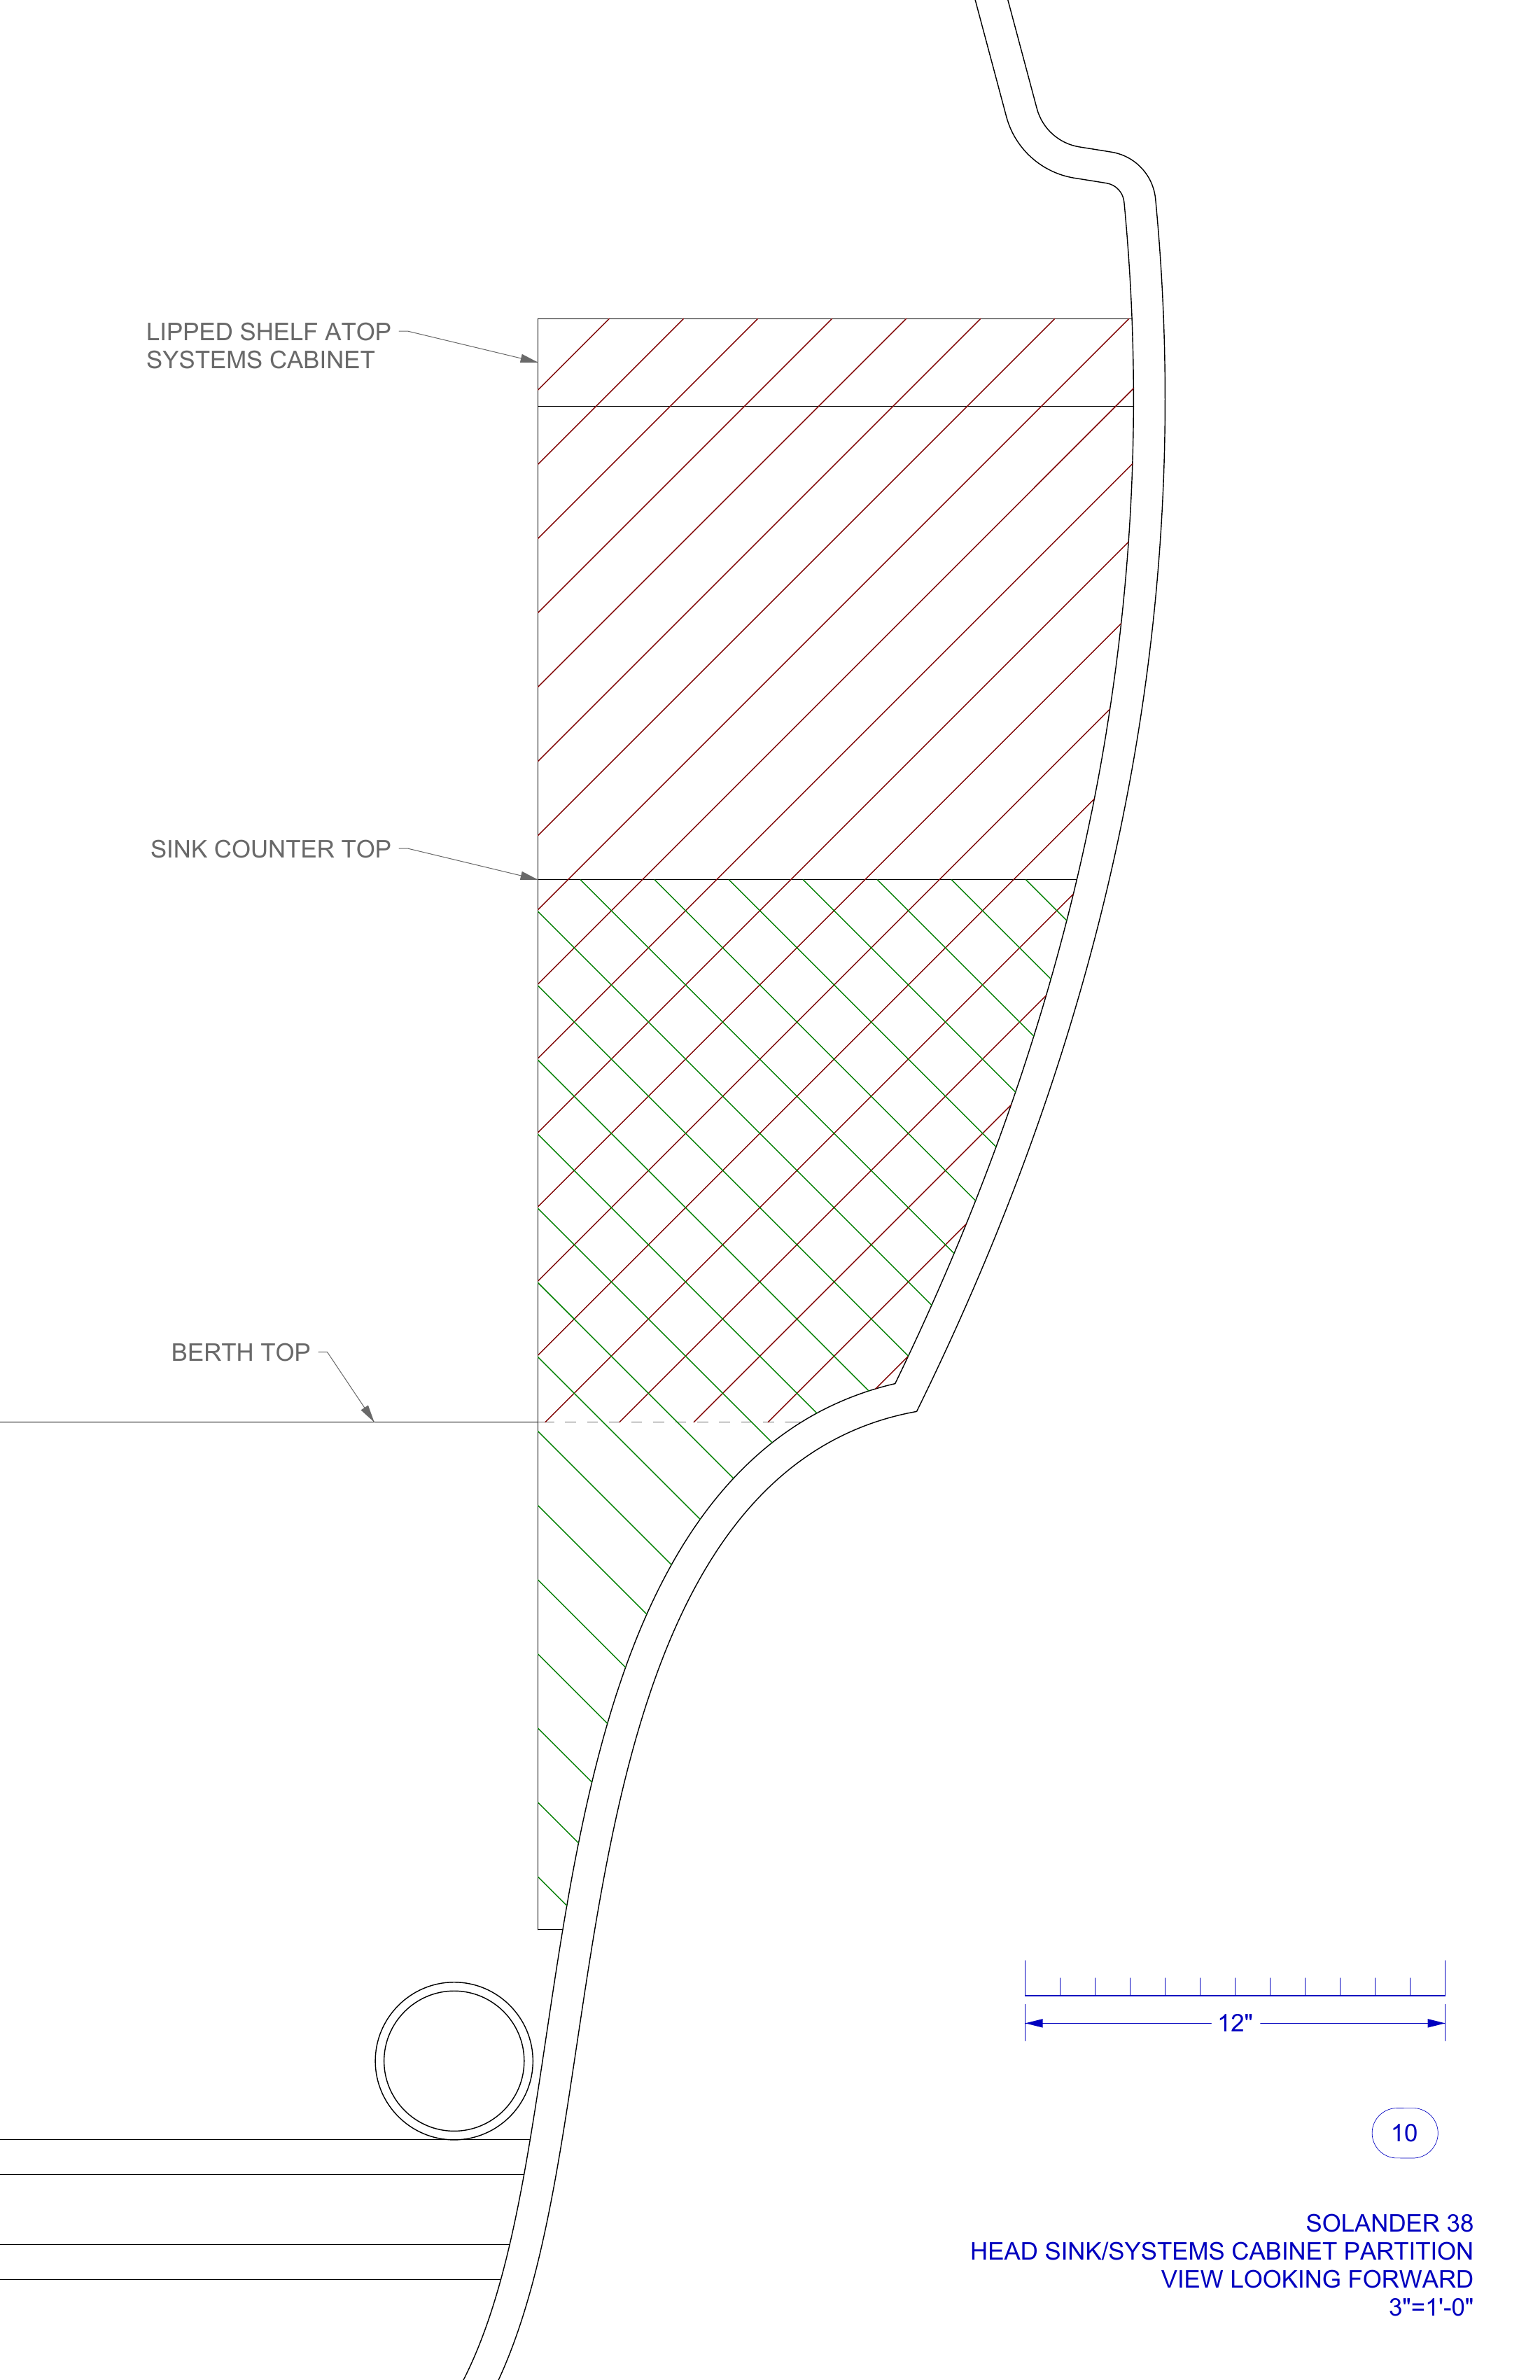 LIPPED SHELF ATOP
SYSTEMS CABINET
SINK COUNTER TOP
BERTH TOP
12"
10
SOLANDER 38
HEAD SINK/SYSTEMS CABINET PARTITION
VIEW LOOKING FORWARD
3"=1'-0"